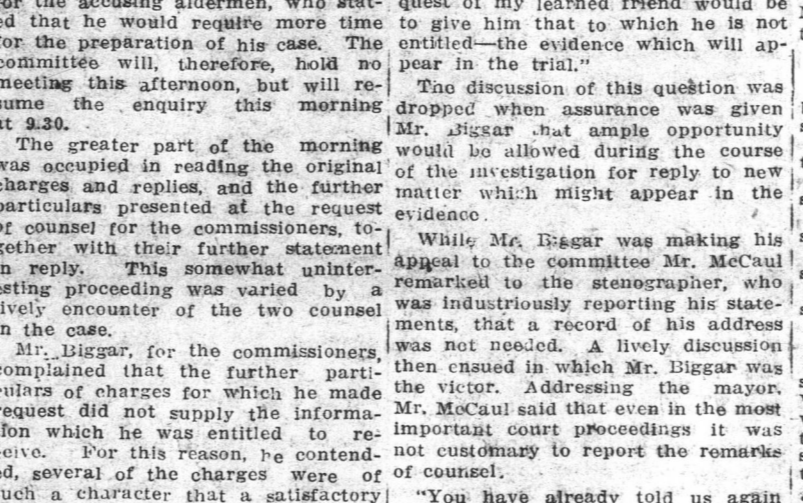 the accusing aldermen, who stat-
ed that he would require more time
for the preparation of his case. The
committee will, therefore, hold no
meeting this afternoon, but will re-
sume the enquiry this morning
at 9.30.
The greater part of the morning
was occupied in reading the original
charges and replies, and the further
particulars presented at the request
of counsel for the commissioners, to-
gether with their further statement
in reply. This somewhat uninter-
esting proceeding was varied by a
lively encounter of the two counsel
in the case.
Mr. Biggar, for the commissioners,
complained that the further parti-
culars of charges for which he made
request did not supply the informa-
tion which he was entitled to re-
ceive. For this reason, he contend-
ed, several of the charges were of
such a character that a satisfactory
quest of my learned friend would be
to give him that to which he is not
entitled—the evidence which will ap-
pear in the trial."
The discussion of this question was
dropped when assurance was given
Mr. Biggar that ample opportunity
would be allowed during the course
of the investigation for reply to new
matter which might appear in the
evidence.
While Mr. Biggar was making his
appeal to the committee Mr. McCaul
remarked to the stenographer, who
was industriously reporting his state-
ments, that a record of his address
was not needed. A lively discussion
then ensued in which Mr. Biggar was
the victor. Addressing the mayor,
Mr. McCaul said that even in the most
important court proceedings it was
not customary to report the remarks
of counsel.
"You have already told us again